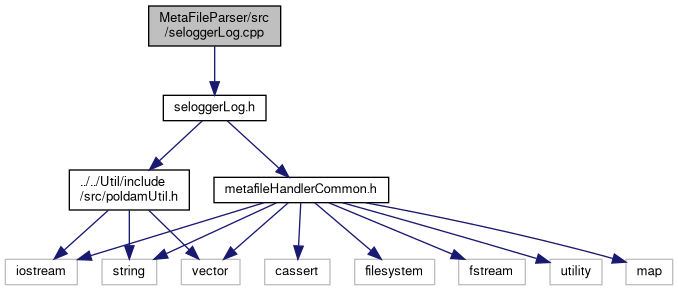 MetaFileParser/src
/seloggerLog.cpp
seloggerLog.h
../../Util/include
/src/poldamUtil.h
metafileHandlerCommon.h
iostream
string
vector
cassert
filesystem
fstream
utility
map